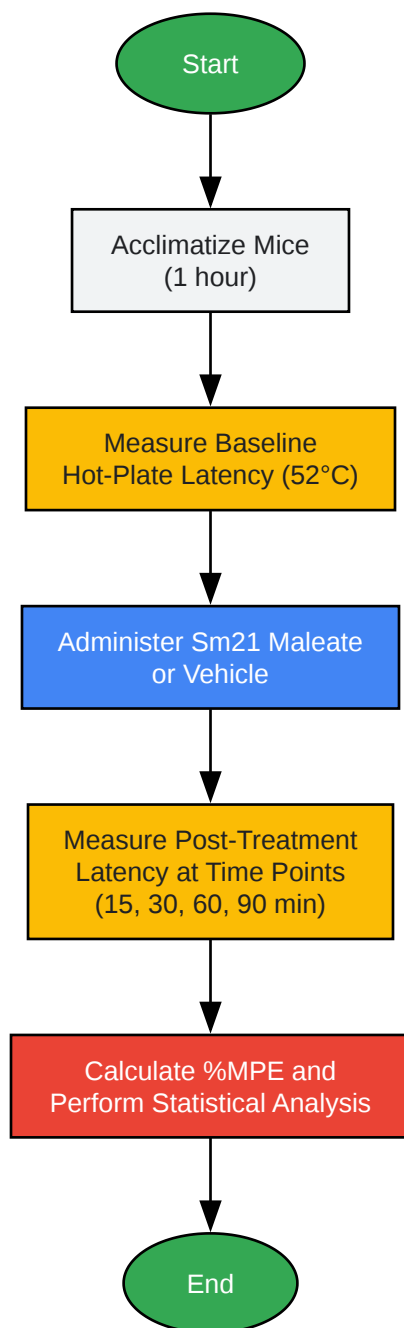 Start
Acclimatize Mice
(1 hour)
Measure Baseline
Hot-Plate Latency (52°C)
Administer Sm21 Maleate
or Vehicle
Measure Post-Treatment
Latency at Time Points
(15, 30, 60, 90 min)
Calculate %MPE and
Perform Statistical Analysis
End